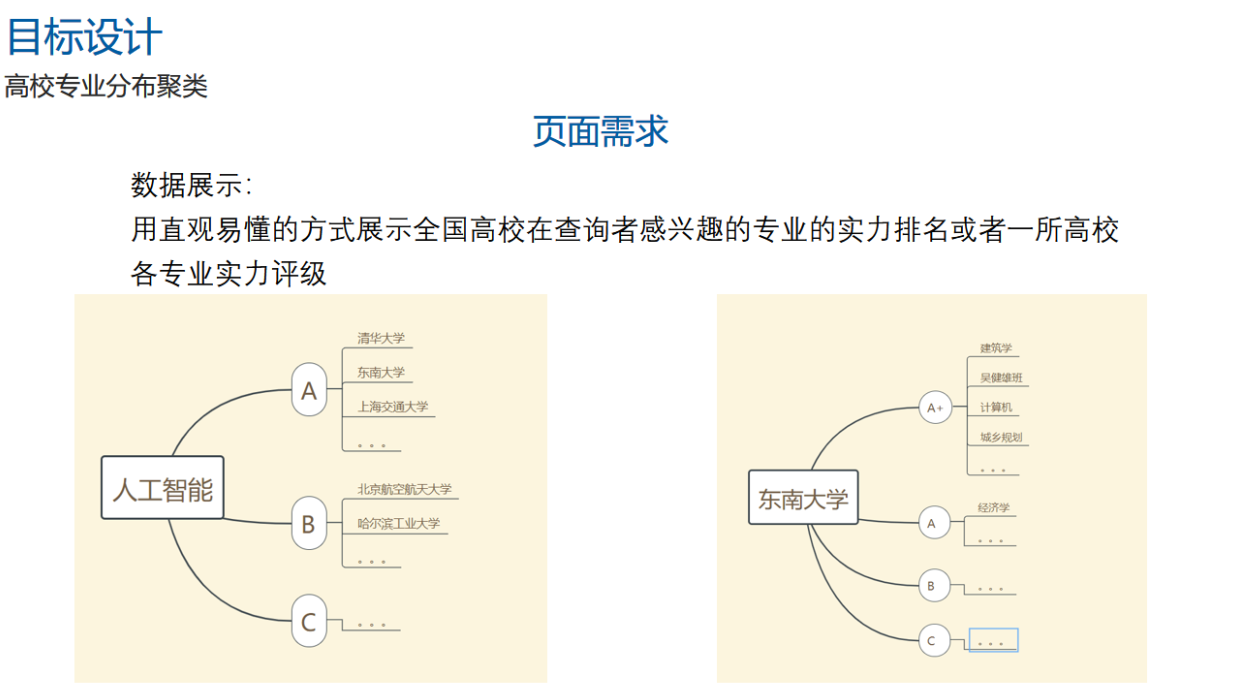 目标设计
高校专业分布聚类
页面需求
数据展示：
用直观易懂的方式展示全国高校在查询者感兴趣的专业的实力排名或者一所高校
各专业实力评级
人工智能
A
清华大学
东南大学
上海交通大学
...
B
北京航空航天大学
哈尔滨工业大学
...
C
...
东南大学
A+
建筑学
吴健雄班
计算机
城乡规划
...
A
经济学
...
B
...
C
...